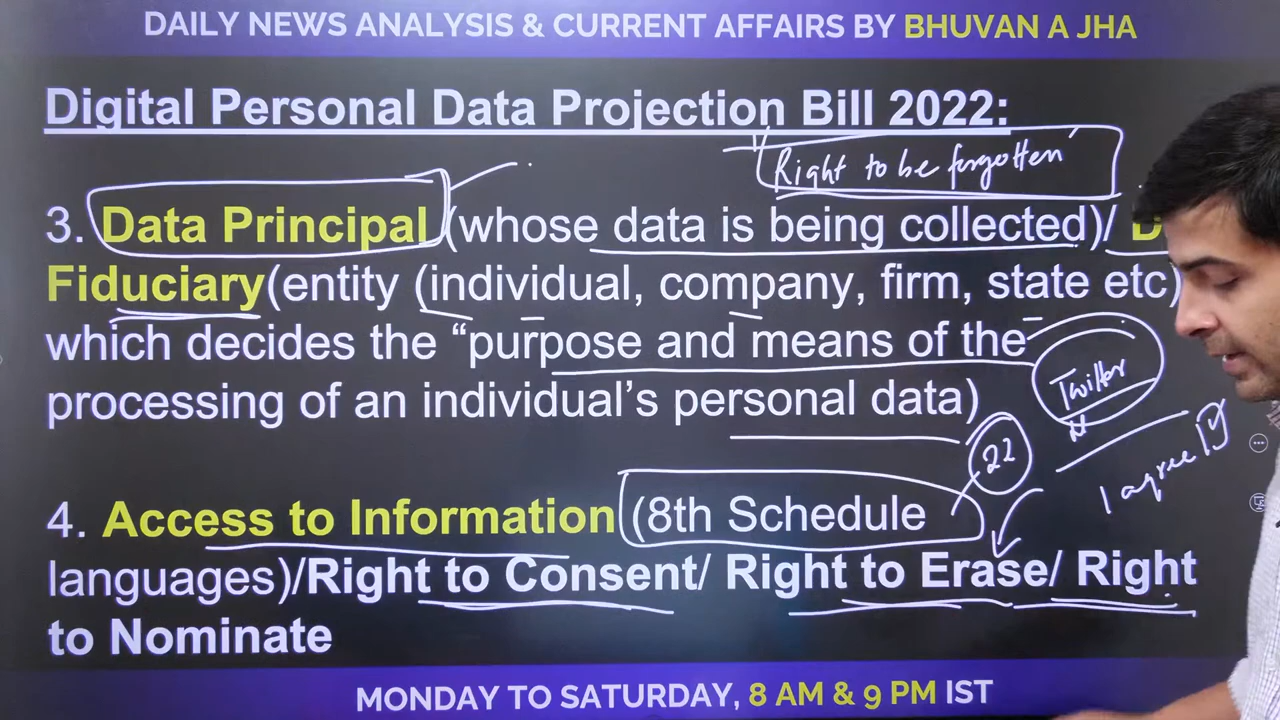 DAILY NEWS ANALYSIS & CURRENT AFFAIRS BY BHUVAN A JHA
Digital Personal Data Projection Bill 2022:
"Right to be forgotten"
3. Data Principal (whose data is being collected)/ D
Fiduciary(entity (individual, company, firm, state etc)
which decides the “purpose and means of the
Twitter
processing of an individual’s personal data)
22
I agree
4. Access to Information (8th Schedule
languages)/Right to Consent/ Right to Erase/ Right
to Nominate
MONDAY TO SATURDAY, 8 AM & 9 PM IST